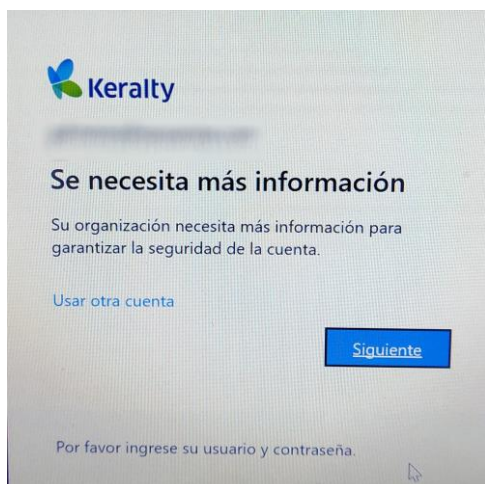 Keralty
Se necesita más información
Su organización necesita más información para
garantizar la seguridad de la cuenta.
Usar otra cuenta
Siguiente
Por favor ingrese su usuario y contraseña.